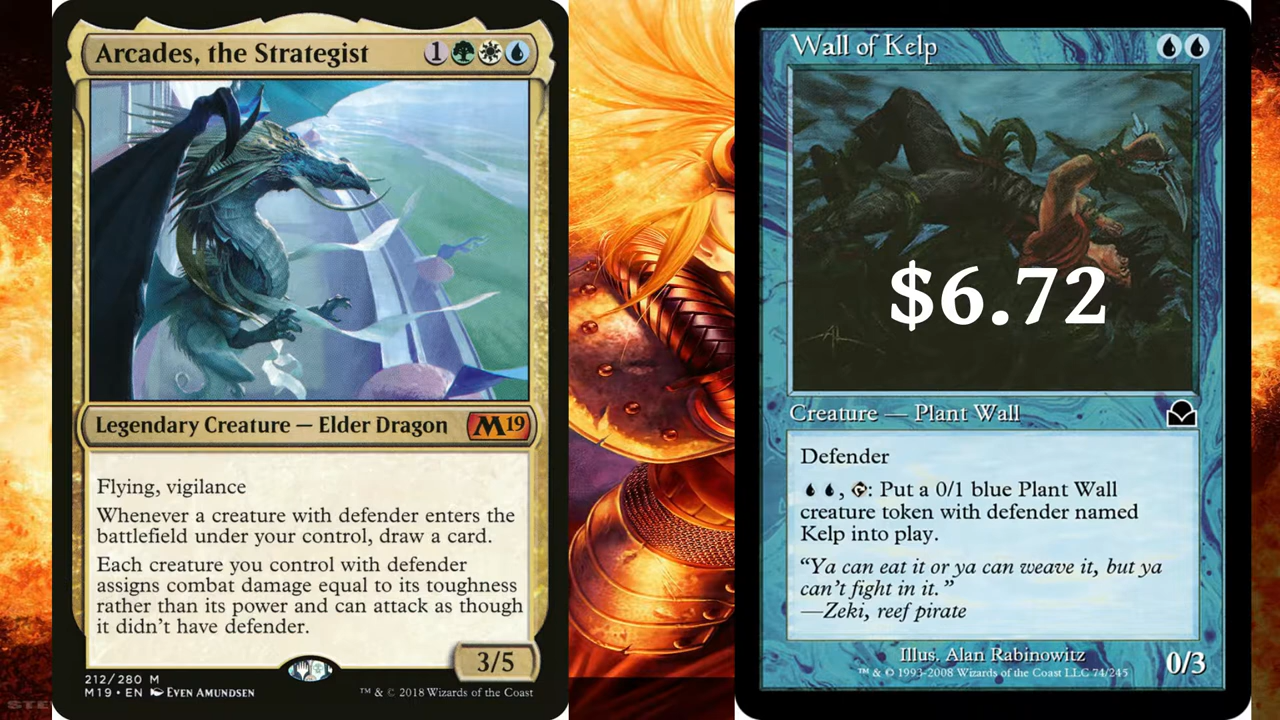 Arcades, the Strategist
1
Legendary Creature — Elder Dragon
M19
Flying, vigilance
Whenever a creature with defender enters the
battlefield under your control, draw a card.
Each creature you control with defender
assigns combat damage equal to its toughness
rather than its power and can attack as though
it didn't have defender.
3/5
212/280 M
M19 • EN Even Amundsen
™ & © 2018 Wizards of the Coast
Wall of Kelp
$6.72
Creature — Plant Wall
Defender
, : Put a 0/1 blue Plant Wall
creature token with defender named
Kelp into play.
“Ya can eat it or ya can weave it, but ya
can’t fight in it.”
—Zeki, reef pirate
Illus. Alan Rabinowitz
™ & © 1993-2008 Wizards of the Coast LLC 74/245
0/3